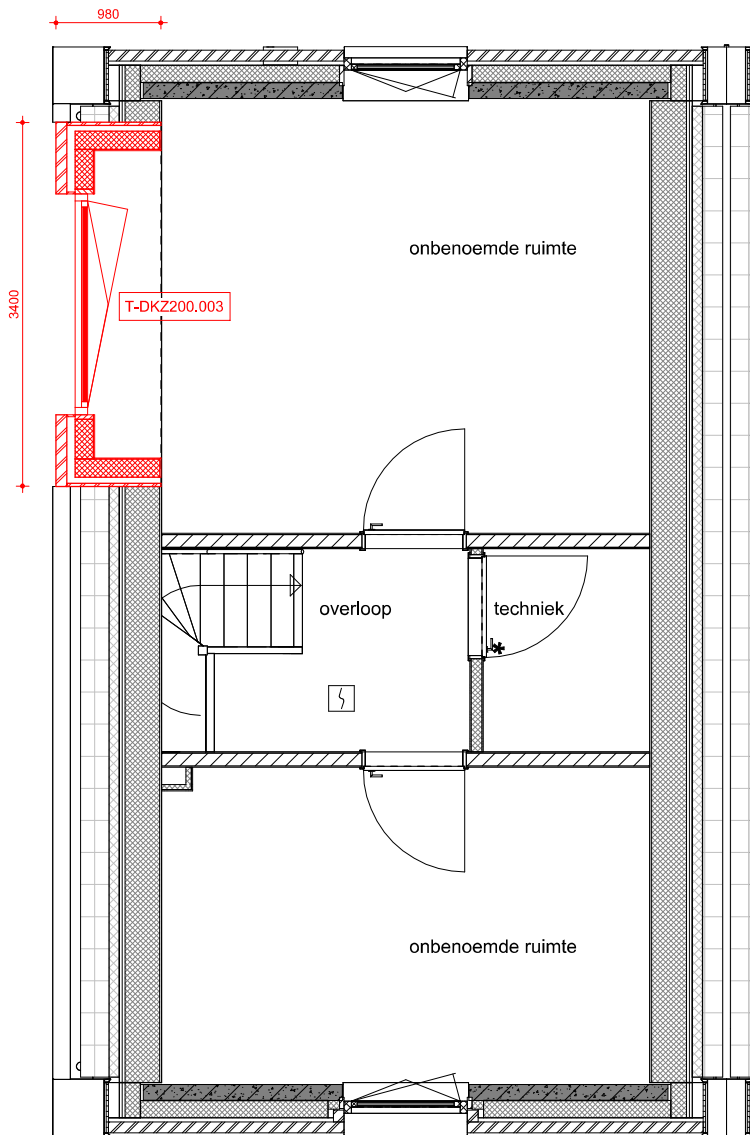 980
onbenoemde ruimte
3400
T-DKZ200.003
overloop
techniek
onbenoemde ruimte